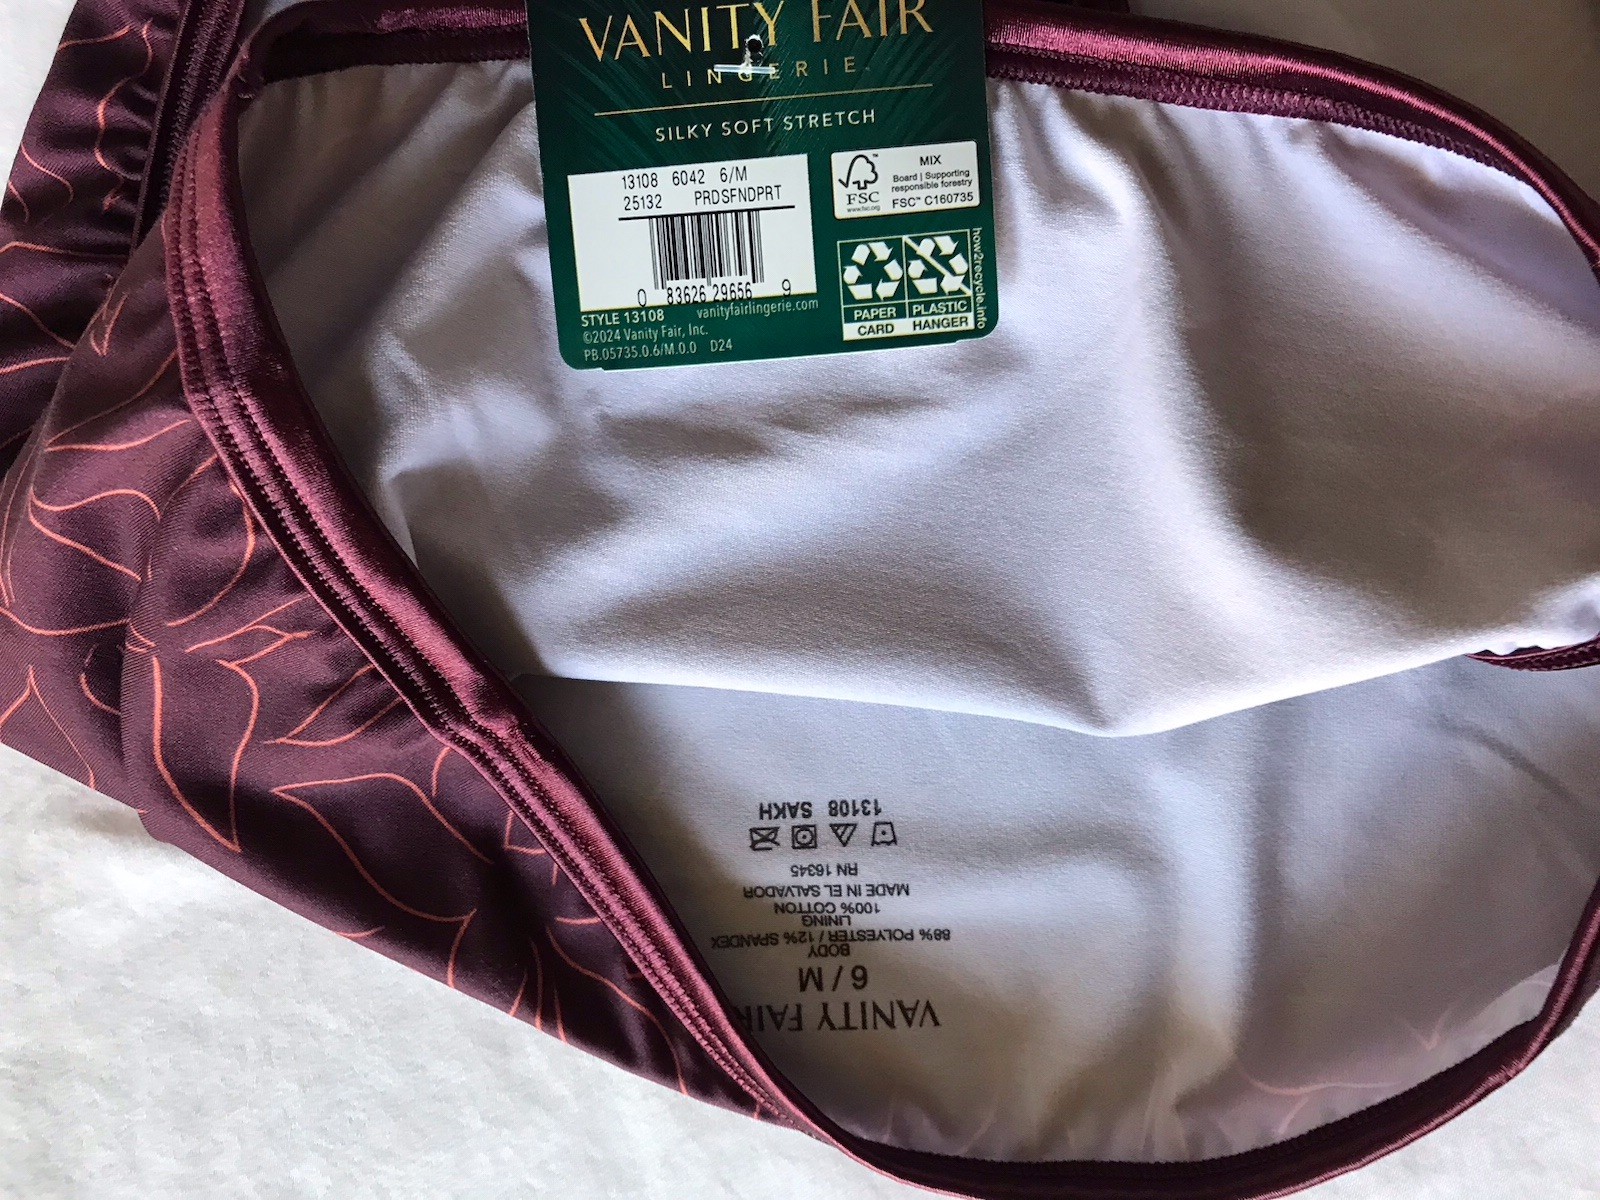 VANITY FAIR
LINGERIE
SILKY SOFT STRETCH
13108 6042 6/M
25132 PRDSFNDPRT
0 83626 29656 9
STYLE 13108 vanityfairlingerie.com
©2024 Vanity Fair, Inc.
PB.05735.0.6/M.0.0 D24
MIX
Board | Supporting
responsible forestry
FSC™ C160735
FSC
www.fsc.org
PAPER
CARD
PLASTIC
HANGER
how2recycle.info
VANITY FAIR
6 / M
BODY
88% POLYESTER / 12% SPANDEX
LINING
100% COTTON
MADE IN EL SALVADOR
RN 16345
13108 SAKH